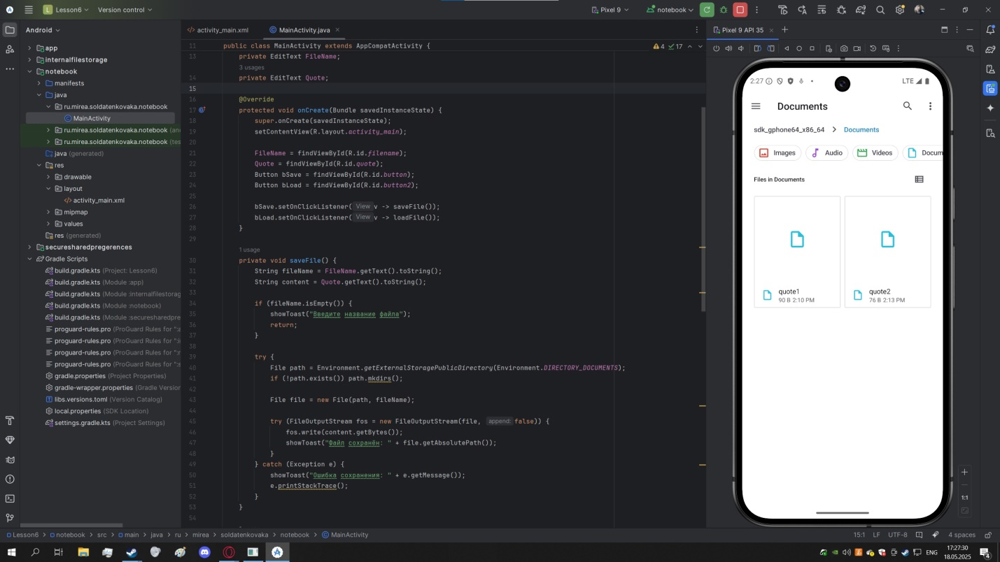 Lesson6
Version control
Pixel 9
notebook
Android
app
internalfilestorage
notebook
manifests
java
ru.mirea.soldatenkovaka.notebook
MainActivity
ru.mirea.soldatenkovaka.notebook (an
ru.mirea.soldatenkovaka.notebook (tes
java (generated)
res
drawable
layout
activity_main.xml
mipmap
values
res (generated)
securesharedpregerences
Gradle Scripts
build.gradle.kts (Project: Lesson6)
build.gradle.kts (Module :app)
build.gradle.kts (Module :internalfilestorag
build.gradle.kts (Module :notebook)
build.gradle.kts (Module :securesharedpre
proguard-rules.pro (ProGuard Rules for ":a
proguard-rules.pro (ProGuard Rules for ":i
proguard-rules.pro (ProGuard Rules for ":n
proguard-rules.pro (ProGuard Rules for ":s
gradle.properties (Project Properties)
gradle-wrapper.properties (Gradle Version
libs.versions.toml (Version Catalog)
local.properties (SDK Location)
settings.gradle.kts (Project Settings)
activity_main.xml
MainActivity.java
4 17
11 public class MainActivity extends AppCompatActivity {
13 private EditText FileName;
3 usages
14 private EditText Quote;
15
16 @Override
17 protected void onCreate(Bundle savedInstanceState) {
18 super.onCreate(savedInstanceState);
19 setContentView(R.layout.activity_main);
20
21 FileName = findViewById(R.id.filename);
22 Quote = findViewById(R.id.quote);
23 Button bSave = findViewById(R.id.button);
24 Button bLoad = findViewById(R.id.button2);
25
26 bSave.setOnClickListener( View v -> saveFile());
27 bLoad.setOnClickListener( View v -> loadFile());
28 }
29
1 usage
30 private void saveFile() {
31 String fileName = FileName.getText().toString();
32 String content = Quote.getText().toString();
33
34 if (fileName.isEmpty()) {
35 showToast("Введите название файла");
36 return;
37 }
38
39 try {
40 File path = Environment.getExternalStoragePublicDirectory(Environment.DIRECTORY_DOCUMENTS);
41 if (!path.exists()) path.mkdirs();
42
43 File file = new File(path, fileName);
44
45 try (FileOutputStream fos = new FileOutputStream(file, append: false)) {
46 fos.write(content.getBytes());
47 showToast("Файл сохранён: " + file.getAbsolutePath());
48 }
49 } catch (Exception e) {
50 showToast("Ошибка сохранения: " + e.getMessage());
51 e.printStackTrace();
52 }
53 }
54
Pixel 9 API 35
2:27
LTE
Documents
sdk_gphone64_x86_64 > Documents
Images
Audio
Videos
Docum
Files in Documents
quote1
90 B 2:10 PM
quote2
76 B 2:13 PM
1:1
Lesson6 > notebook > src > main > java > ru > mirea > soldatenkovaka > notebook > MainActivity
15:1 LF UTF-8 4 spaces
ENG
17:27:30
18.05.2025
4